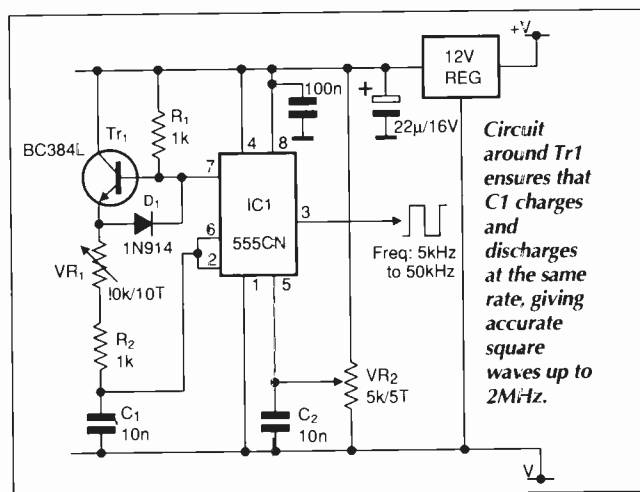 +V
12V
REG
100n
+
22µ/16V
R1
1k
Tr1
BC384L
4
8
7
D1
1N914
IC1
555CN
3
6
2
VR1
!0k/10T
Freq: 5kHz
to 50kHz
1
5
R2
1k
VR2
5k/5T
C1
10n
C2
10n
V
Circuit
around Tr1
ensures that
C1 charges
and
discharges
at the same
rate, giving
accurate
square
waves up to
2MHz.